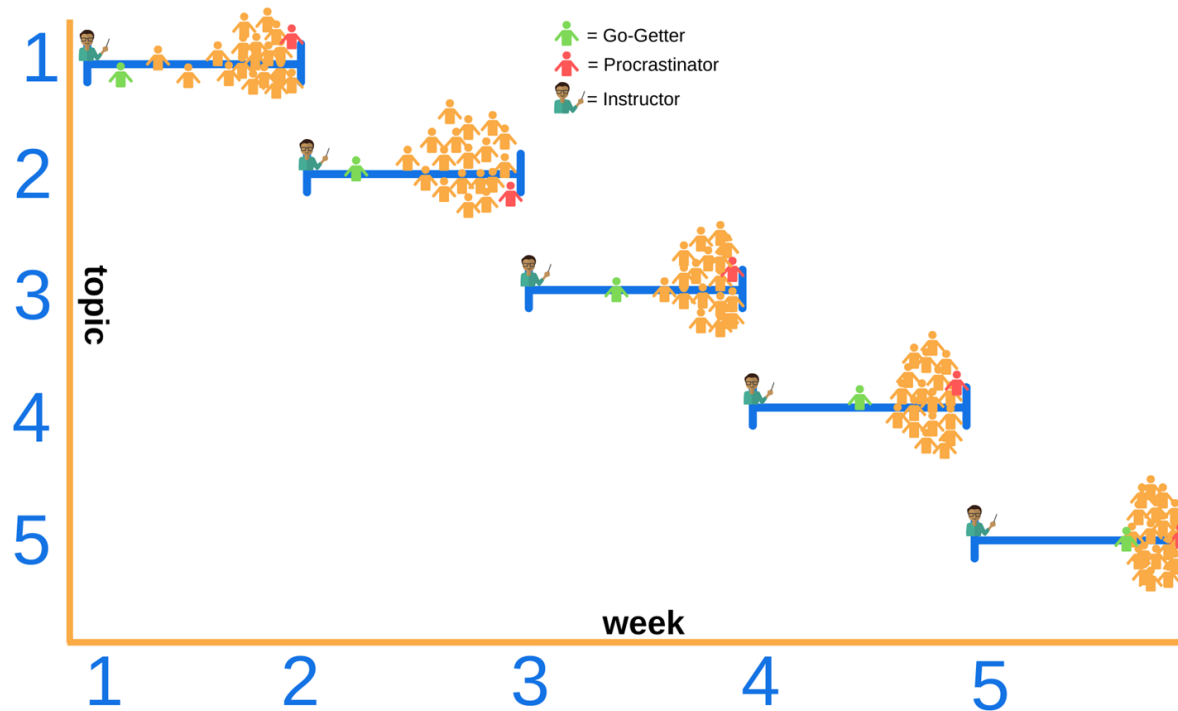 1
= Go-Getter
= Procrastinator
= Instructor
2
topic
3
4
5
week
1 2 3 4 5